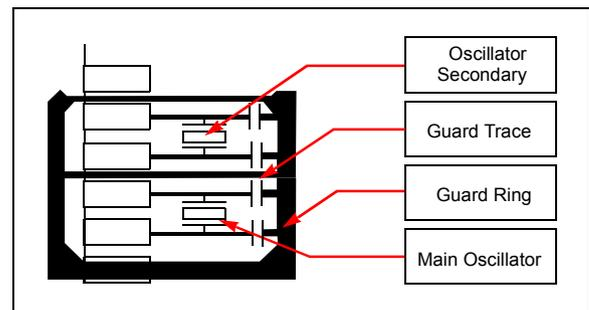 Oscillator
Secondary
Guard Trace
Guard Ring
Main Oscillator